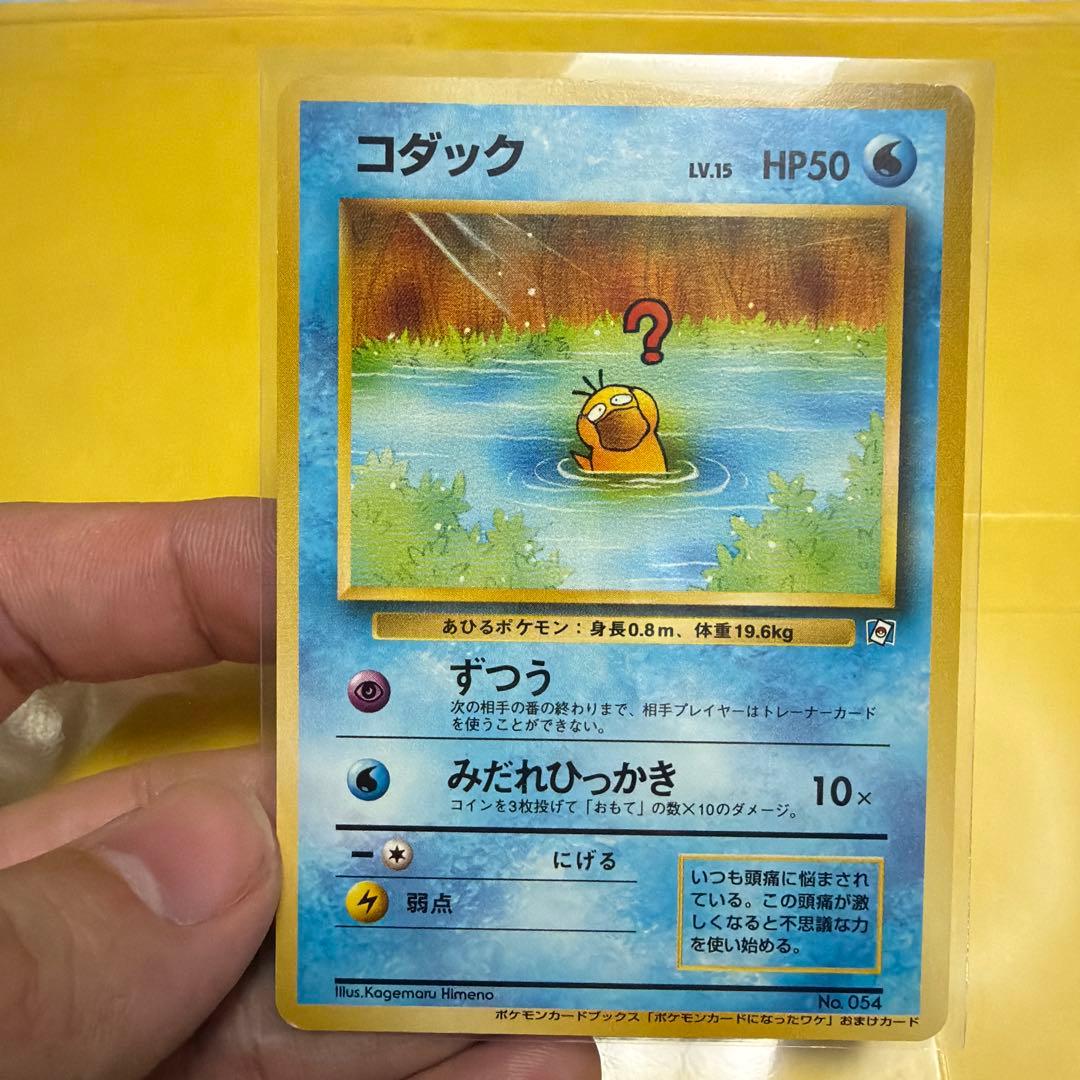 コダック LV.15 HP50
?
あひるポケモン：身長0.8m、体重19.6kg
ずつう
次の相手の番の終わりまで、相手プレイヤーはトレーナーカード
を使うことができない。
みだれひっかき 10×
コインを3枚投げて「おもて」の数×10のダメージ。
ー にげる
弱点
いつも頭痛に悩まされ
ている。この頭痛が激
しくなると不思議な力
を使い始める。
Illus.Kagemaru Himeno No. 054
ポケモンカードブックス「ポケモンカードになったワケ」おまけカード